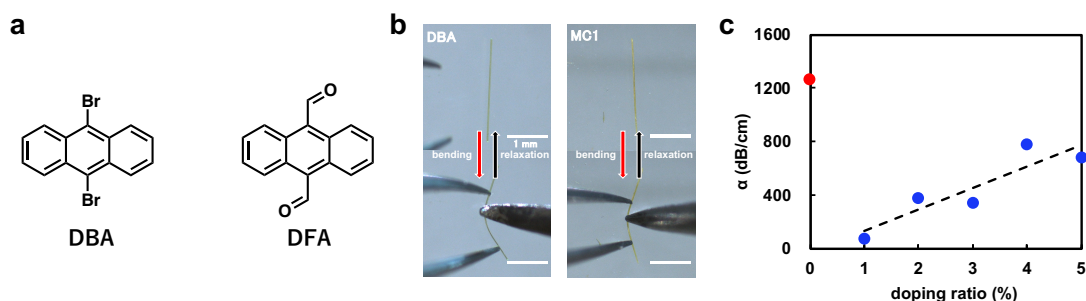 a
Br
Br
DBA
O
O
DFA
b
DBA
bending
relaxation
1 mm
MC1
bending
relaxation
c
α (dB/cm)
1600
1200
800
400
0
0
1
2
3
4
5
doping ratio (%)